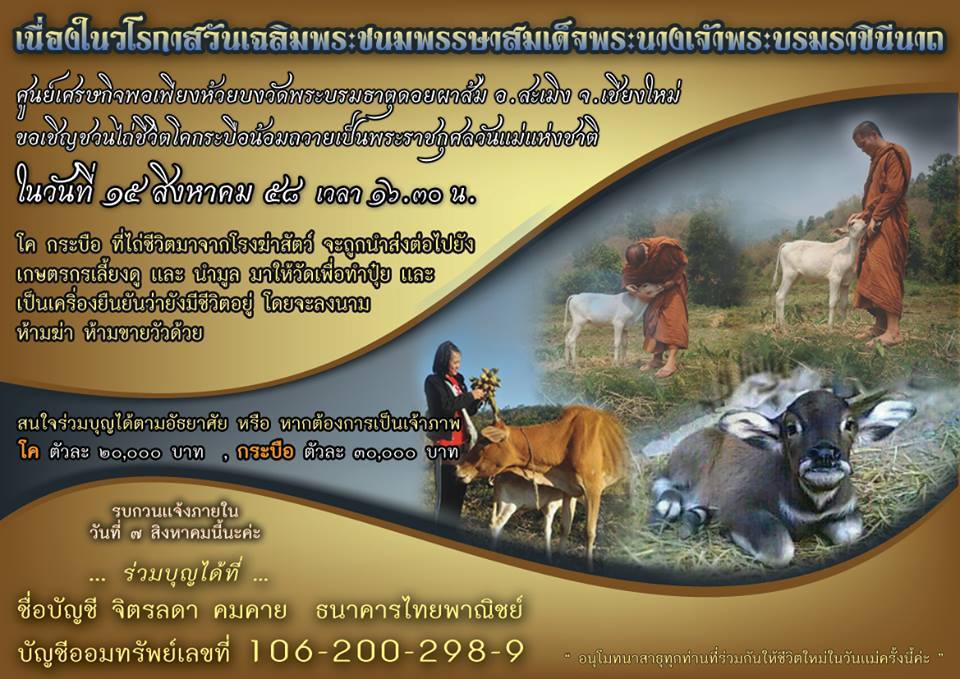 เนื่องในวโรกาสวันเฉลิมพระชนมพรรษาสมเด็จพระนางเจ้าพระบรมราชินีนาถ
ศูนย์เศรษกิจพอเพียงห้วยบงวัดพระบรมธาตุดอยผาส้ม อ.สะเมิง จ.เชียงใหม่
ขอเชิญชวนไถ่ชีวิตโคกระบือน้อมถวายเป็นพระราชกุศลวันแม่แห่งชาติ
ในวันที่ ๑๕ สิงหาคม ๕๘ เวลา ๑๖.๓๐ น.
โค กระบือ ที่ไถ่ชีวิตมาจากโรงฆ่าสัตว์ จะถูกนำส่งต่อไปยัง
เกษตรกรเลี้ยงดู และ นำมูล มาให้วัดเพื่อทำปุ๋ย และ
เป็นเครื่องยืนยันว่ายังมีชีวิตอยู่ โดยจะลงนาม
ห้ามฆ่า ห้ามขายวัวด้วย
สนใจร่วมบุญได้ตามอัธยาศัย หรือ หากต้องการเป็นเจ้าภาพ
โค ตัวละ ๒๐,๐๐๐ บาท , กระบือ ตัวละ ๓๐,๐๐๐ บาท
รบกวนแจ้งภายใน
วันที่ ๗ สิงหาคมนี้นะค่ะ
... ร่วมบุญได้ที่ ...
ชื่อบัญชี จิตรลดา คมคาย ธนาคารไทยพาณิชย์
บัญชีออมทรัพย์เลขที่ 106-200-298-9
" อนุโมทนาสาธุทุกท่านที่ร่วมกันให้ชีวิตใหม่ในวันแม่ครั้งนี้ค่ะ "